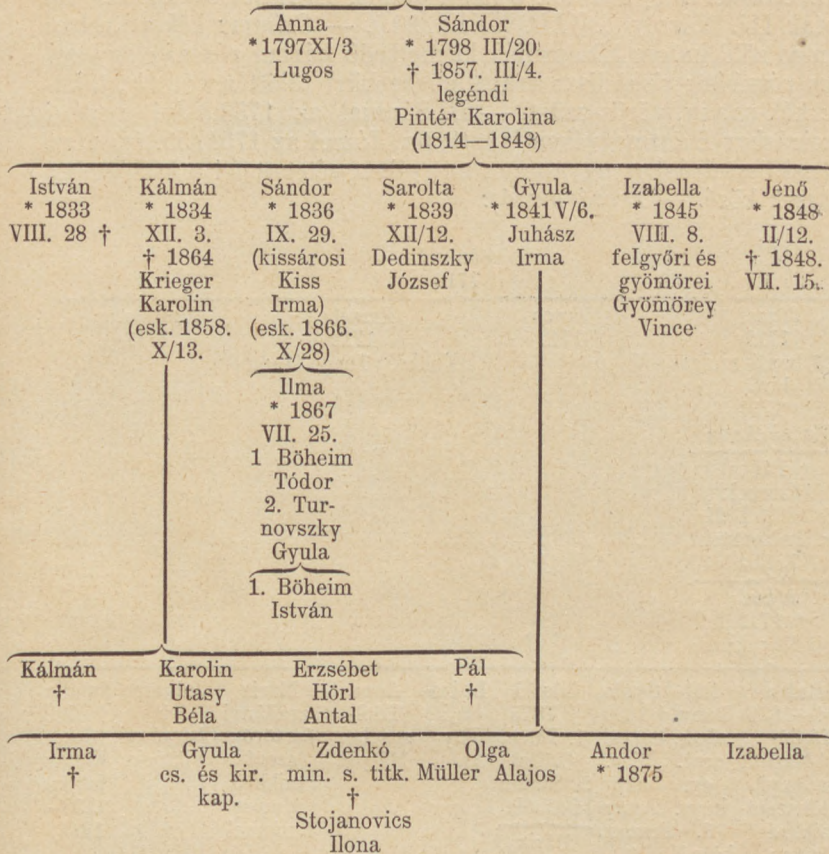 Anna
* 1797 XI/3
Lugos
Sándor
* 1798 III/20.
† 1857. III/4.
legéndi
Pintér Karolina
(1814—1848)
István
* 1833
VIII. 28 †
Kálmán
* 1834
XII. 3.
† 1864
Krieger
Karolin
(esk. 1858.
X/13.
Sándor
* 1836
IX. 29.
(kissárosi
Kiss
Irma)
(esk. 1866.
X/28)
Sarolta
* 1839
XII/12.
Dedinszky
József
Gyula
* 1841 V/6.
Juhász
Irma
Izabella
* 1845
VIII. 8.
felgyőri és
gyömörei
Gyömörey
Vince
Jenő
* 1848
II/12.
† 1848.
VII. 15.
Ilma
* 1867
VII. 25.
1 Böheim
Tódor
2. Tur-
novszky
Gyula
1. Böheim
István
Kálmán
†
Karolin
Utasy
Béla
Erzsébet
Hörl
Antal
Pál
†
Irma
†
Gyula
cs. és kir.
kap.
Zdenkó
min. s. titk.
†
Stojanovics
Ilona
Olga
Müller Alajos
Andor
* 1875
Izabella